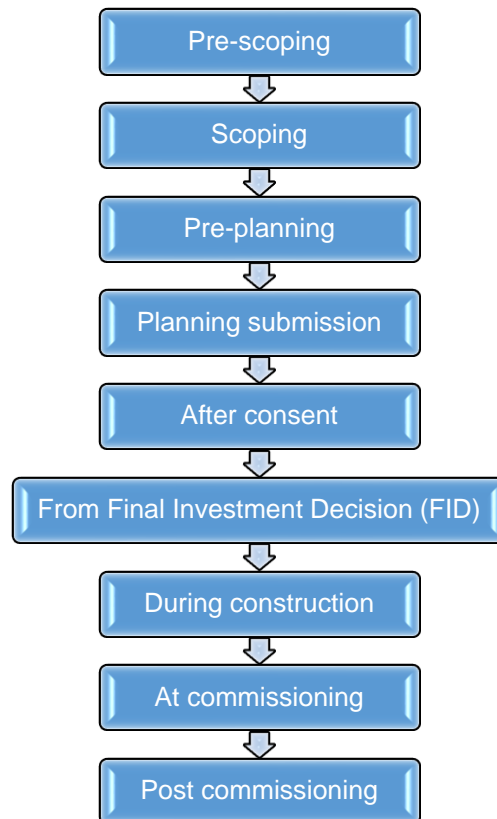 Pre-scoping
Scoping
Pre-planning
Planning submission
After consent
From Final Investment Decision (FID)
During construction
At commissioning
Post commissioning